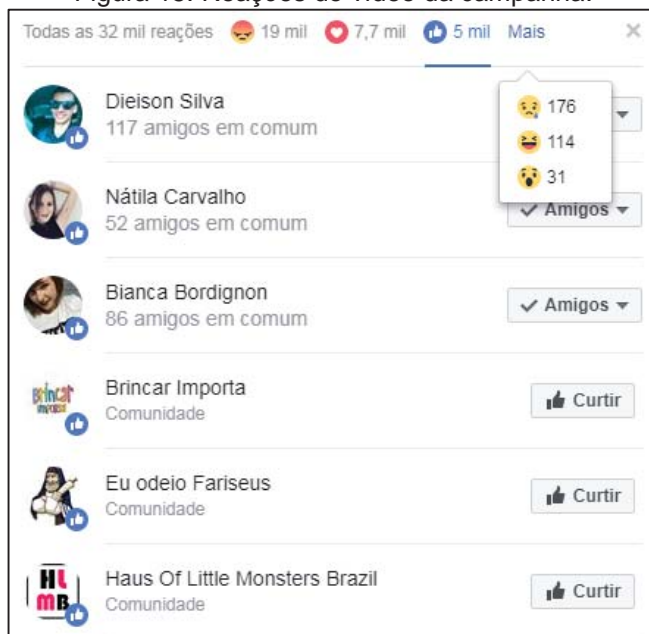 Todas as 32 mil reações 19 mil 7,7 mil 5 mil Mais
176
114
31
Dieison Silva
117 amigos em comum
Nátila Carvalho
52 amigos em comum
Amigos
Bianca Bordignon
86 amigos em comum
Amigos
Brincar Importa
Comunidade
Curtir
Eu odeio Fariseus
Comunidade
Curtir
Haus Of Little Monsters Brazil
Comunidade
Curtir
HL
MB